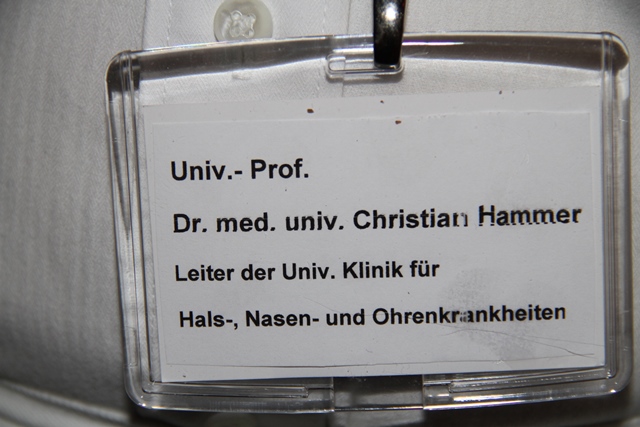 Univ.- Prof.
Dr. med. univ. Christian Hammer
Leiter der Univ. Klinik für
Hals-, Nasen- und Ohrenkrankheiten